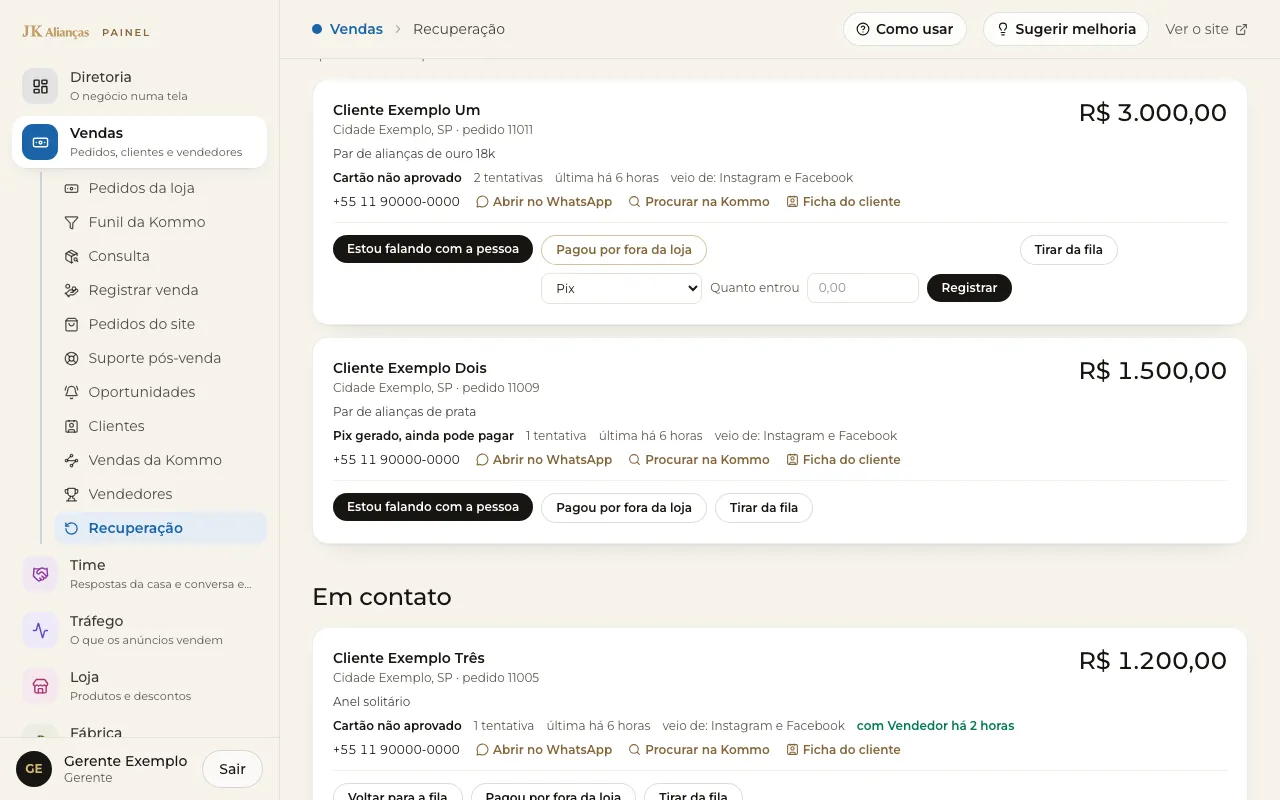 JK Alianças PAINEL
Diretoria
O negócio numa tela
Vendas
Pedidos, clientes e vendedores
Pedidos da loja
Funil da Kommo
Consulta
Registrar venda
Pedidos do site
Suporte pós-venda
Oportunidades
Clientes
Vendas da Kommo
Vendedores
Recuperação
Time
Respostas da casa e conversa e...
Tráfego
O que os anúncios vendem
Loja
Produtos e descontos
Fábrica
GE
Gerente Exemplo
Gerente
Sair
Vendas > Recuperação
Como usar
Sugerir melhoria
Ver o site
Cliente Exemplo Um
R$ 3.000,00
Cidade Exemplo, SP · pedido 11011
Par de alianças de ouro 18k
Cartão não aprovado 2 tentativas última há 6 horas veio de: Instagram e Facebook
+55 11 90000-0000 Abrir no WhatsApp Procurar na Kommo Ficha do cliente
Estou falando com a pessoa Pagou por fora da loja Tirar da fila
Pix Quanto entrou 0,00 Registrar
Cliente Exemplo Dois
R$ 1.500,00
Cidade Exemplo, SP · pedido 11009
Par de alianças de prata
Pix gerado, ainda pode pagar 1 tentativa última há 6 horas veio de: Instagram e Facebook
+55 11 90000-0000 Abrir no WhatsApp Procurar na Kommo Ficha do cliente
Estou falando com a pessoa Pagou por fora da loja Tirar da fila
Em contato
Cliente Exemplo Três
R$ 1.200,00
Cidade Exemplo, SP · pedido 11005
Anel solitário
Cartão não aprovado 1 tentativa última há 6 horas veio de: Instagram e Facebook com Vendedor há 2 horas
+55 11 90000-0000 Abrir no WhatsApp Procurar na Kommo Ficha do cliente
Voltar para a fila Pagou por fora da loja Tirar da fila